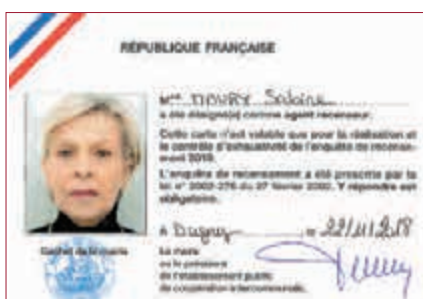 RÉPUBLIQUE FRANÇAISE
Mme MAURY Sabine
a été désigné(e) comme agent recenseur.
Cette carte n'est valable que pour la réalisation et
le contrôle d'exhaustivité de l'enquête de recense-
ment 2019.
L'enquête de recensement a été prescrite par la
loi n° 2002-276 du 27 février 2002. Y répondre est
obligatoire.
A Dugny le 22/11/2018
Cachet de la mairie
Le maire
ou le président
de l'établissement public
de coopération intercommunale,